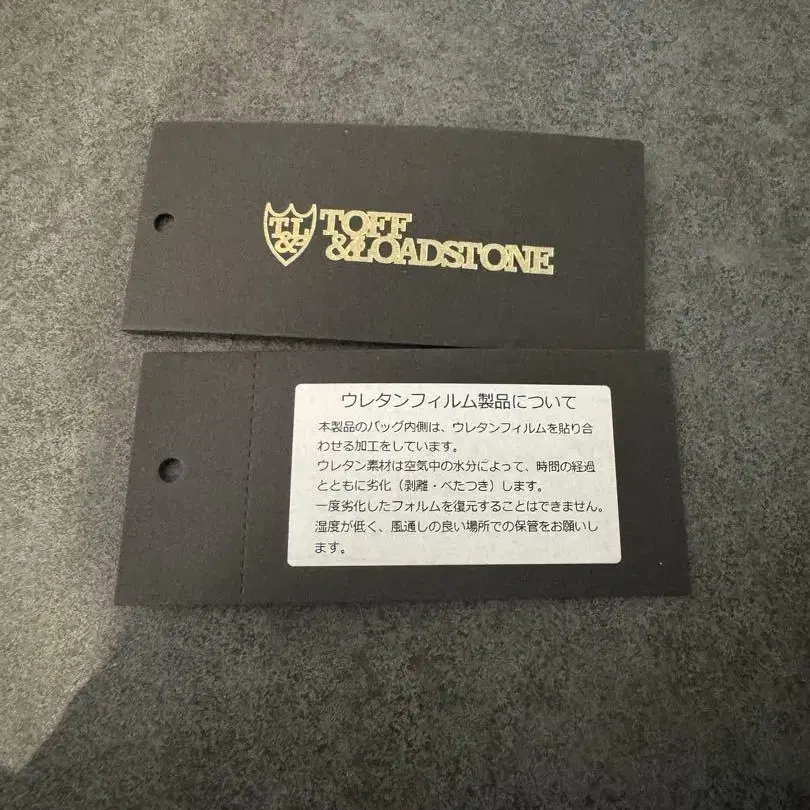 T&L
TOFF
&LOADSTONE
ウレタンフィルム製品について
本製品のバッグ内側は、ウレタンフィルムを貼り合
わせる加工をしています。
ウレタン素材は空気中の水分によって、時間の経過
とともに劣化（剥離・べたつき）します。
一度劣化したフォルムを復元することはできません。
湿度が低く、風通しの良い場所での保管をお願いし
ます。